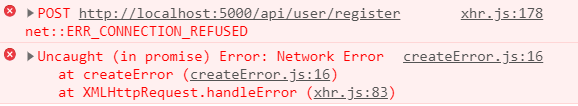 POST http://localhost:5000/api/user/register xhr.js:178
net::ERR_CONNECTION_REFUSED
Uncaught (in promise) Error: Network Error createError.js:16
at createError (createError.js:16)
at XMLHttpRequest.handleError (xhr.js:83)